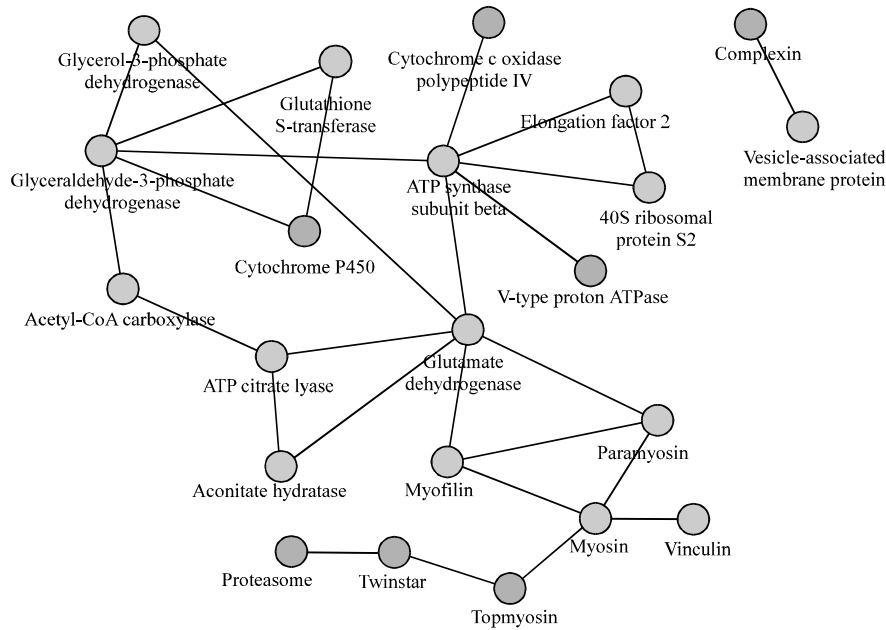 Glycerol-3-phosphate
dehydrogenase
Cytochrome c oxidase
polypeptide IV
Complexin
Glutathione
S-transferase
Elongation factor 2
Vesicle-associated
membrane protein
Glyceraldehyde-3-phosphate
dehydrogenase
ATP synthase
subunit beta
40S ribosomal
protein S2
Cytochrome P450
V-type proton ATPase
Acetyl-CoA carboxylase
ATP citrate lyase
Glutamate
dehydrogenase
Paramyosin
Aconitate hydratase
Myofilin
Myosin
Vinculin
Proteasome
Twinstar
Topmyosin